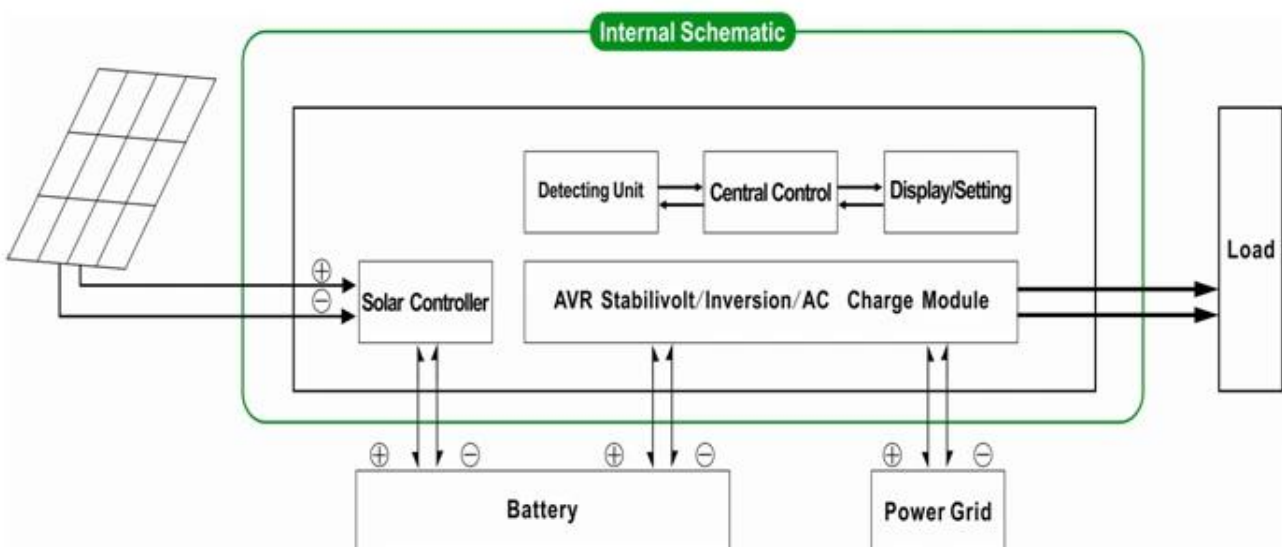 Internal Schematic
Detecting Unit
Central Control
Display/Setting
Load
⊕
⊖
Solar Controller
AVR Stabilivolt/Inversion/AC Charge Module
⊕ ⊖ ⊕ ⊖ ⊕ ⊖
Battery
Power Grid